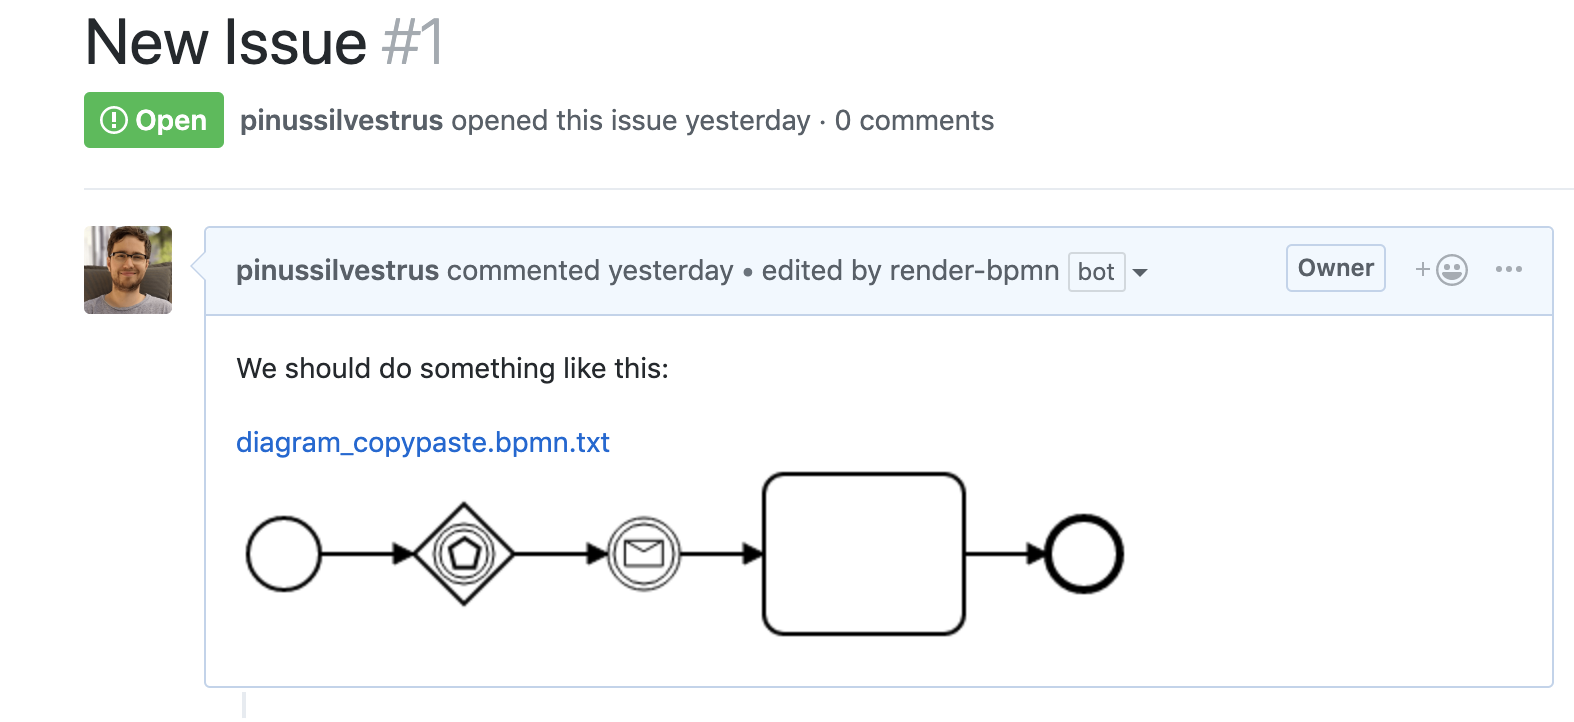 New Issue #1
Open pinussilvestrus opened this issue yesterday · 0 comments
pinussilvestrus commented yesterday • edited by render-bpmn bot Owner
We should do something like this:
diagram_copypaste.bpmn.txt